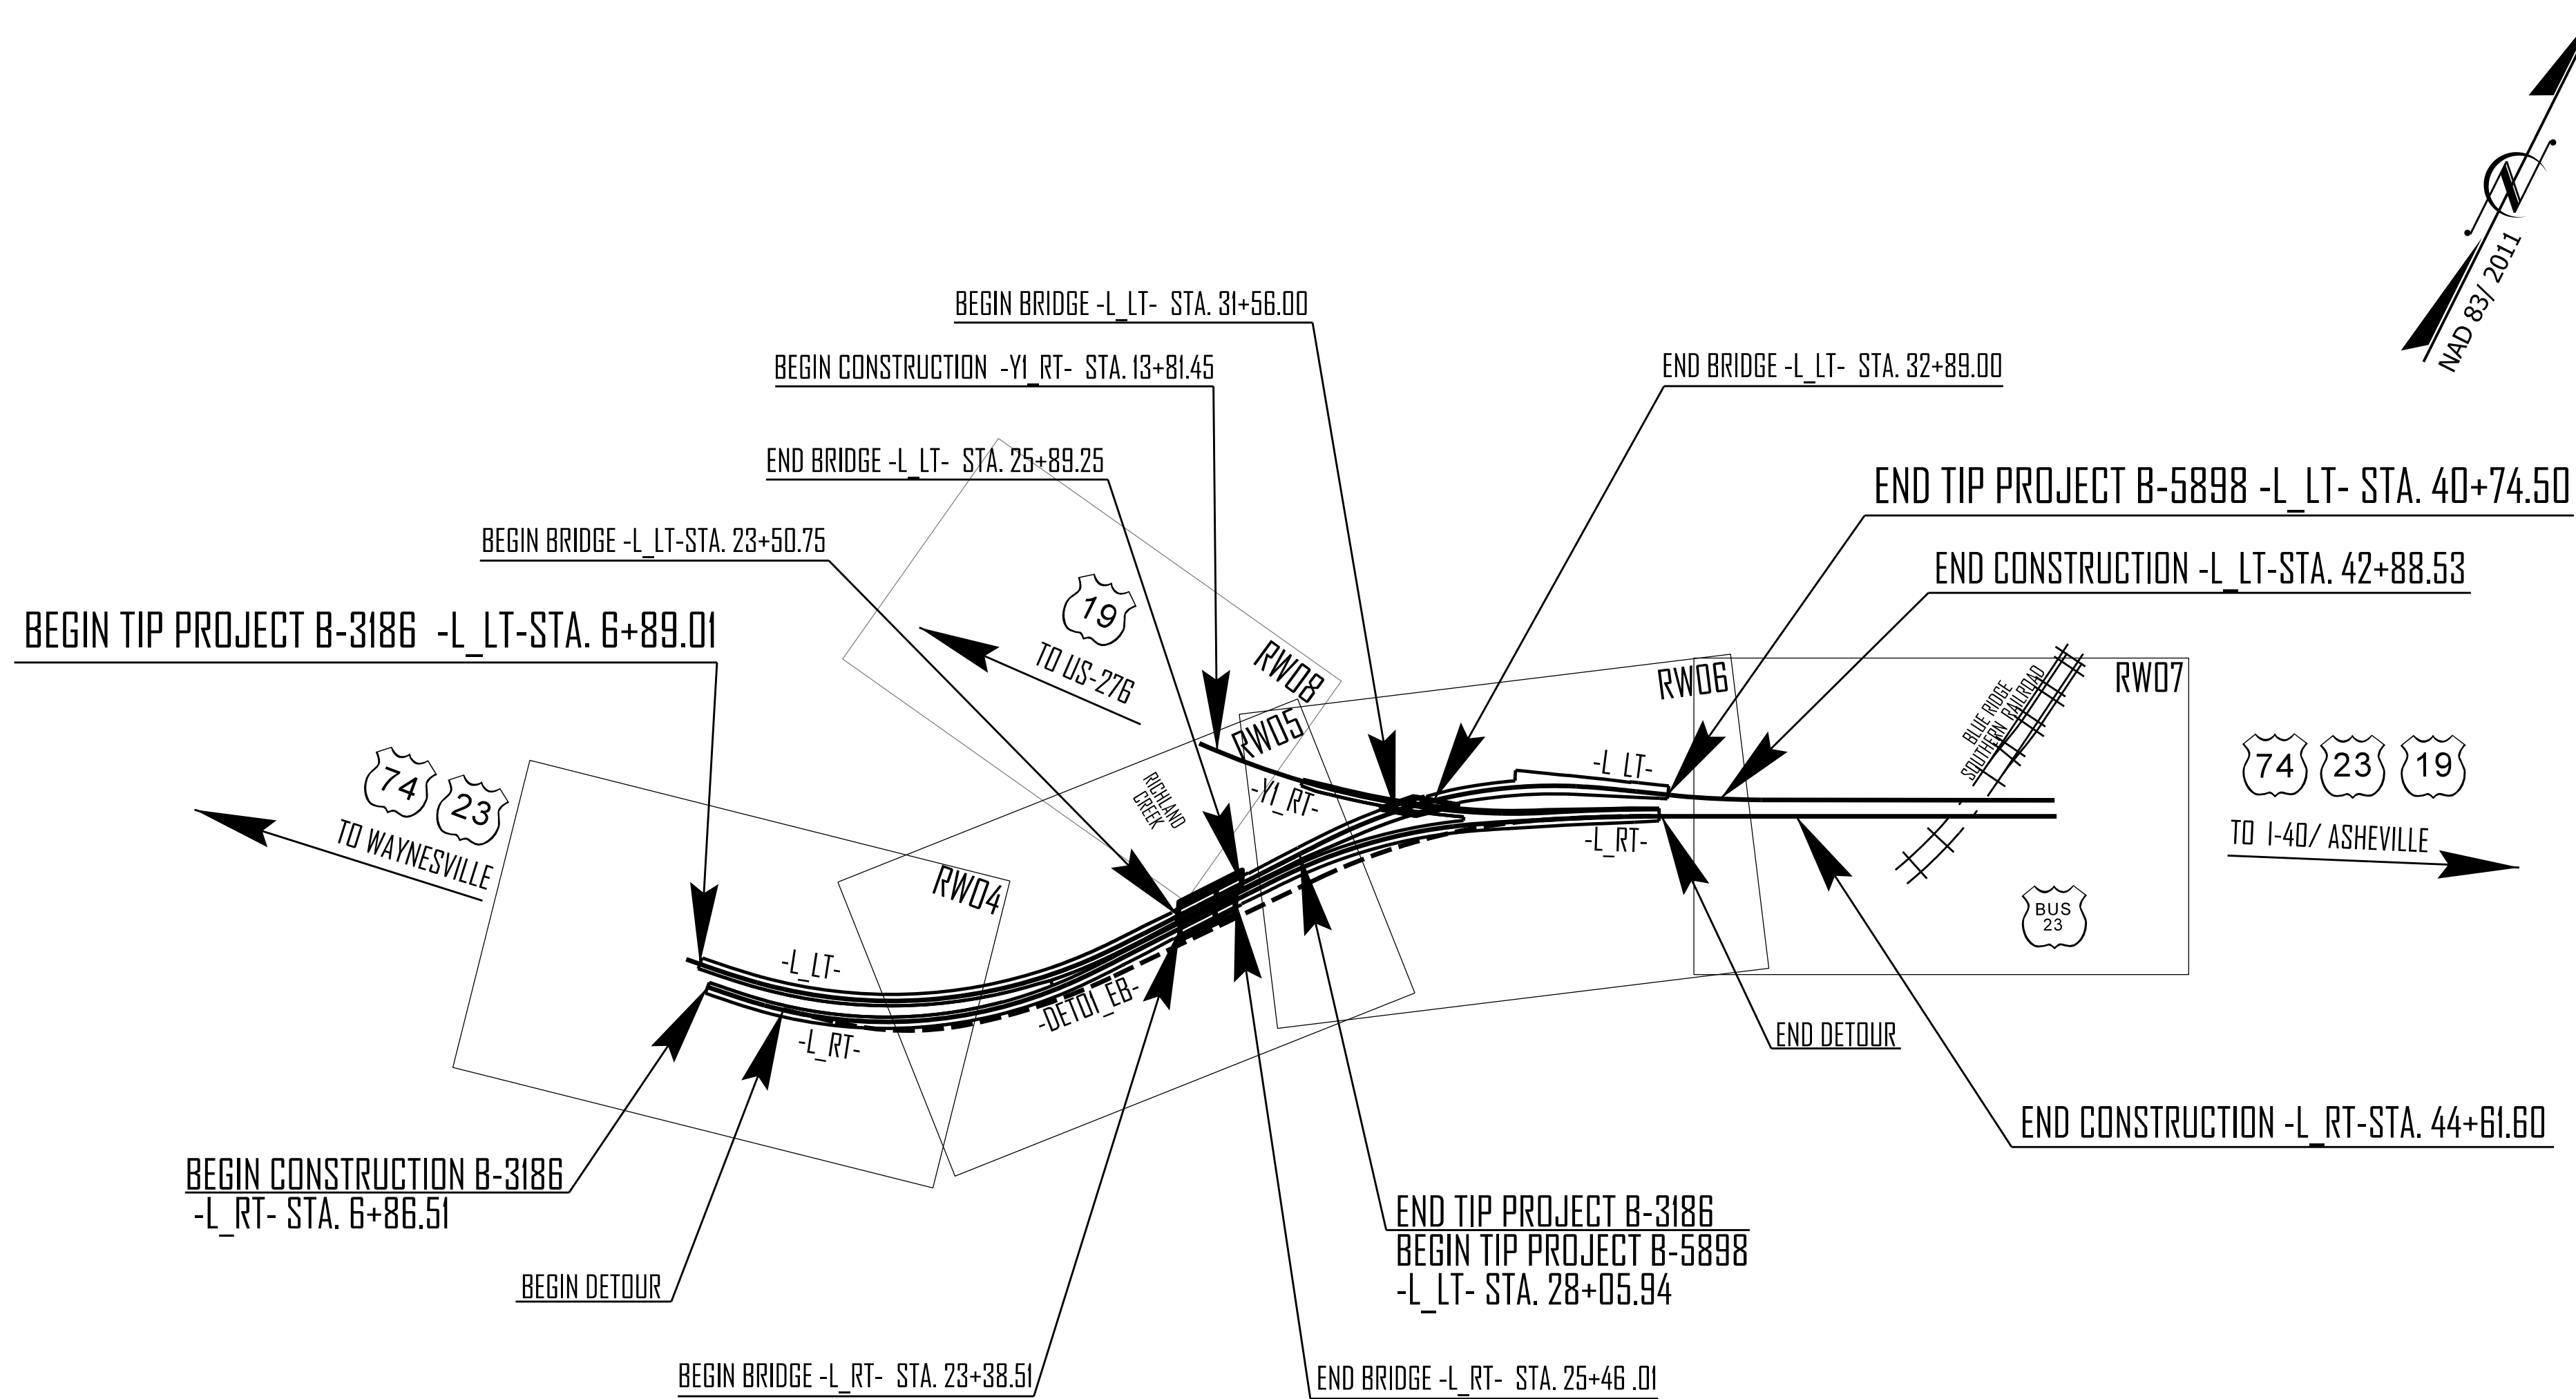 NAD 83/ 2011
BEGIN BRIDGE -L_LT-  STA. 31+56.00
BEGIN CONSTRUCTION  -Y1_RT-  STA. 13+81.45
END BRIDGE -L_LT-  STA. 32+89.00
END BRIDGE -L_LT-  STA. 25+89.25
END TIP PROJECT B-5898 -L_LT- STA. 40+74.50
BEGIN BRIDGE -L_LT-STA. 23+50.75
END CONSTRUCTION -L_LT-STA. 42+88.53
BEGIN TIP PROJECT B-3186  -L_LT-STA. 6+89.01
19
TO US-276
RW08
RW05
RW06
RW07
BLUE RIDGE
SOUTHERN RAILROAD
74
23
TO WAYNESVILLE
RICHLAND
CREEK
-Y1_RT-
-L_LT-
-L_RT-
74
23
19
TO  I-40/ ASHEVILLE
RW04
BUS
23
-L_LT-
-L_RT-
-DET01_EB-
END DETOUR
END CONSTRUCTION -L_RT-STA. 44+61.60
BEGIN CONSTRUCTION B-3186
-L_RT- STA. 6+86.51
END TIP PROJECT B-3186
BEGIN TIP PROJECT B-5898
-L_LT- STA. 28+05.94
BEGIN DETOUR
BEGIN BRIDGE -L_RT-  STA. 23+38.51
END BRIDGE -L_RT-  STA. 25+46 .01